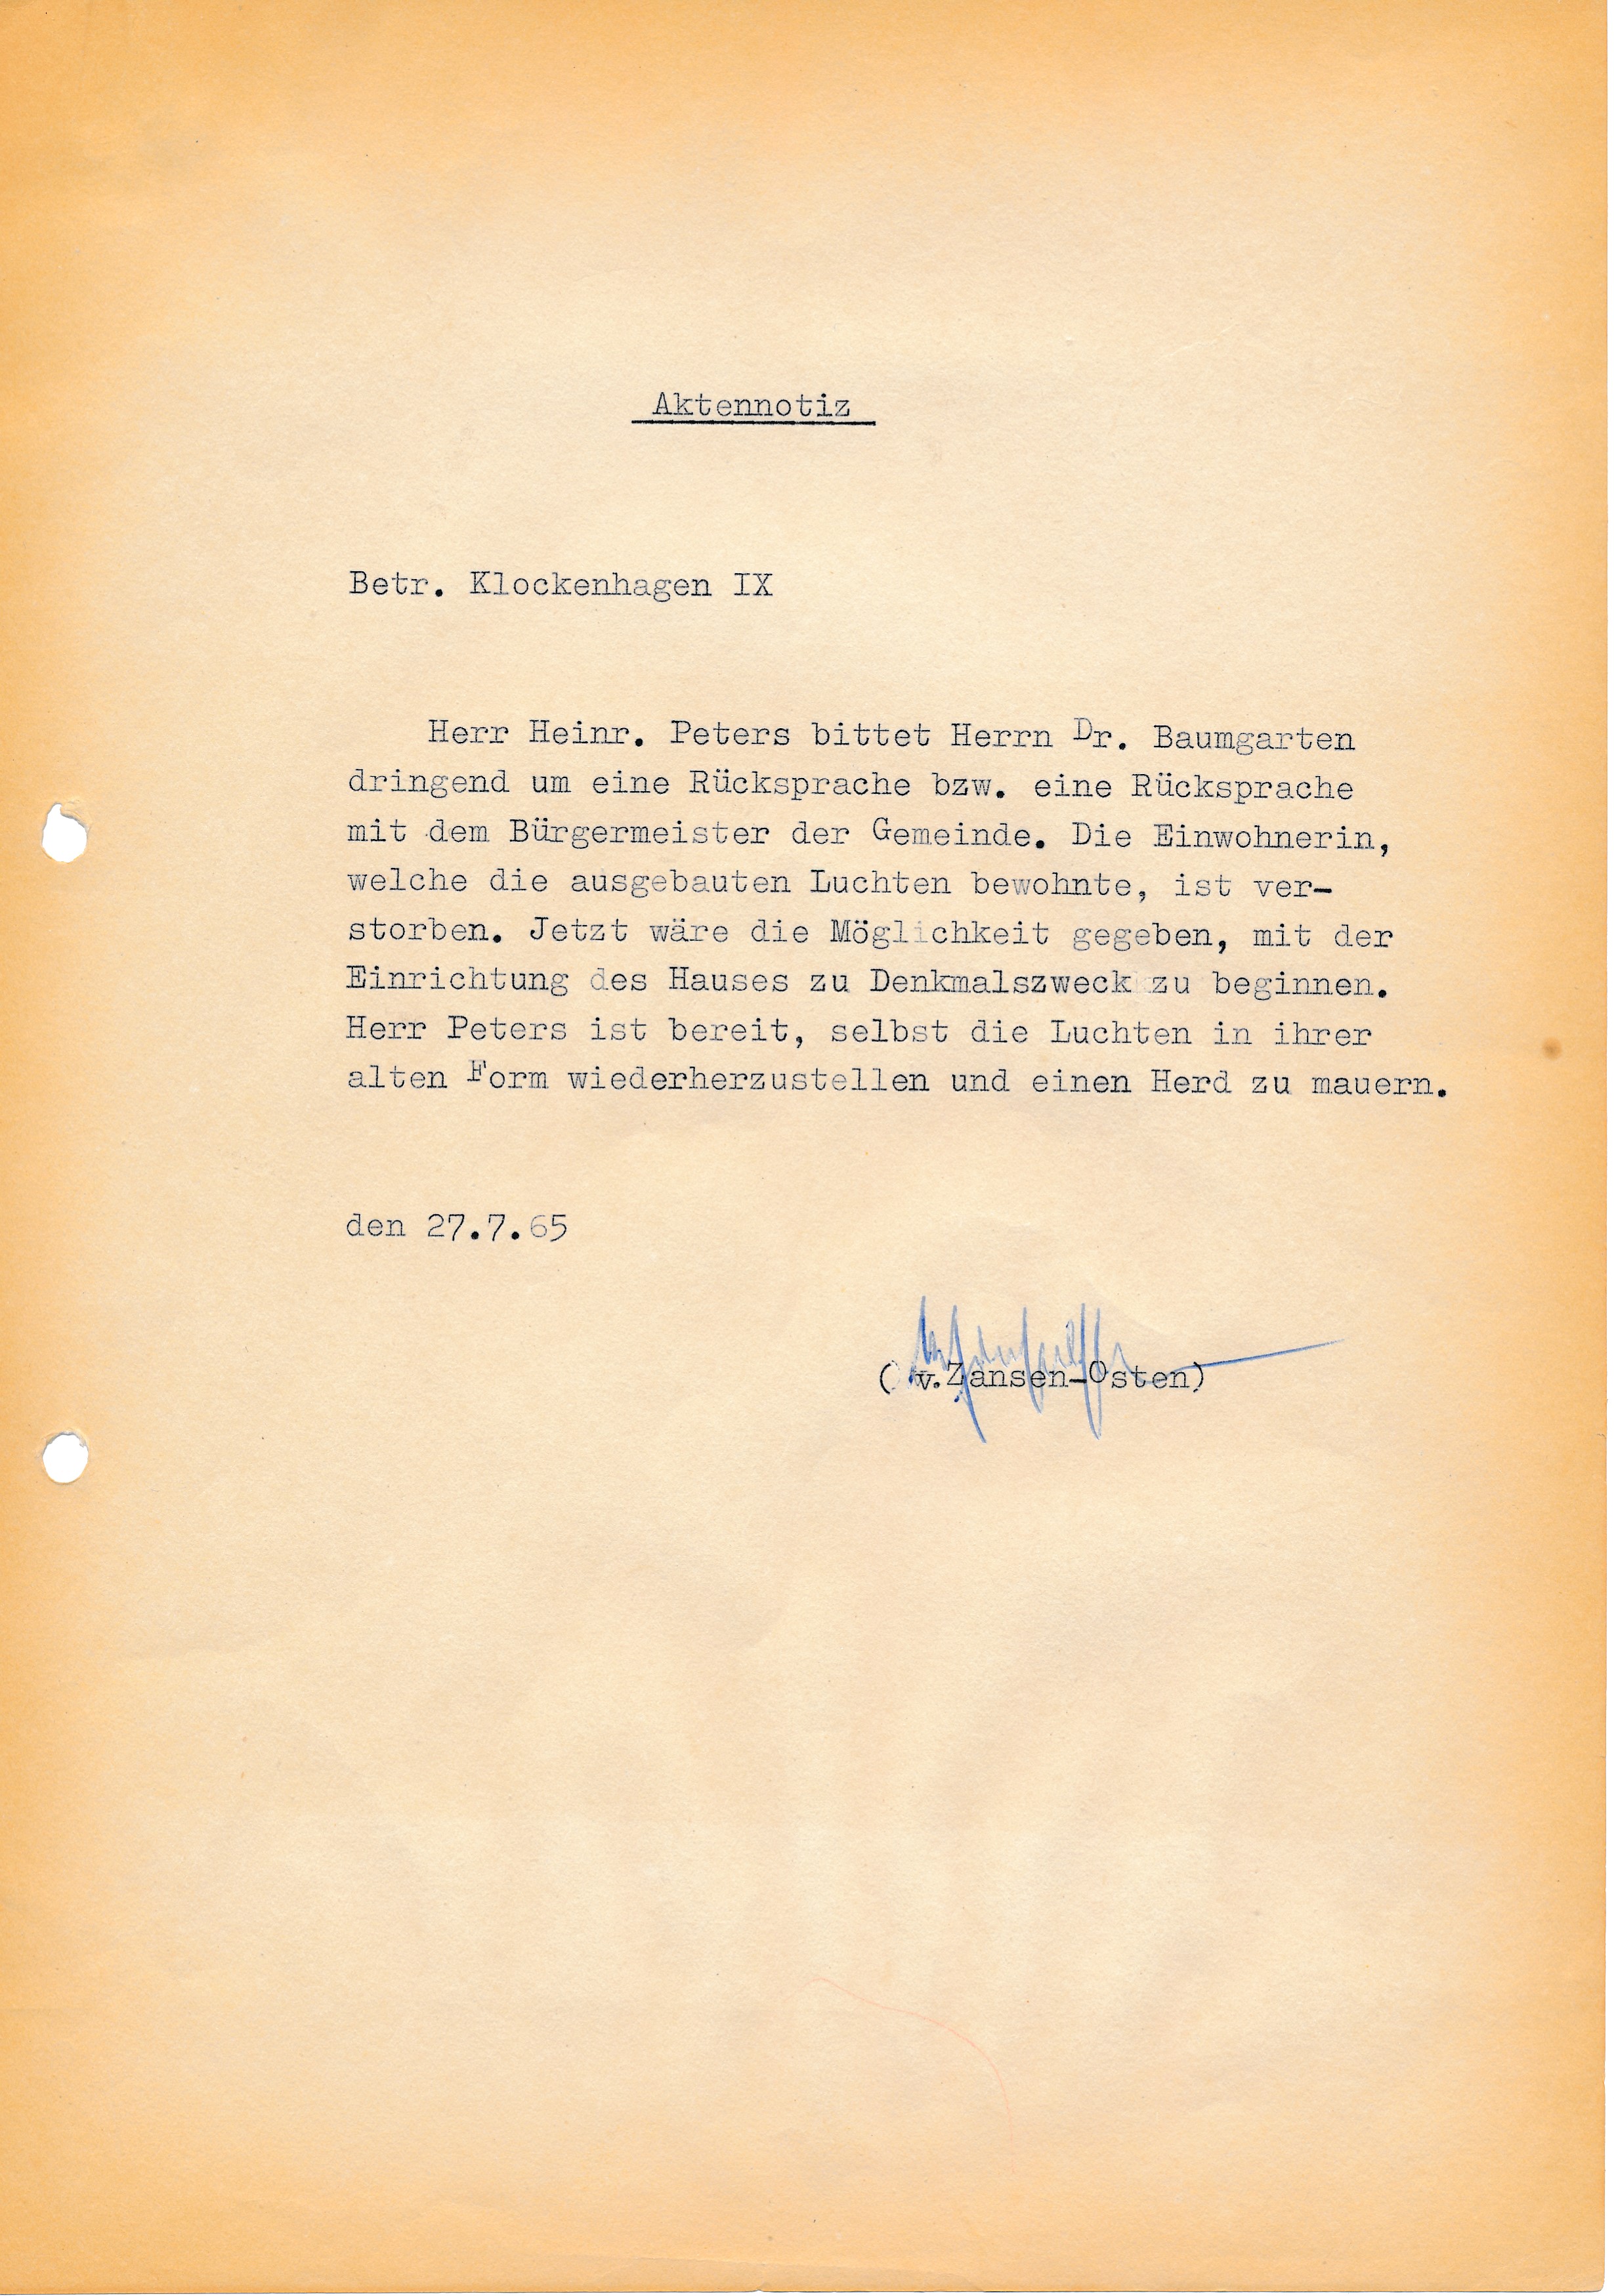 Aktennotiz
Betr. Klockenhagen IX
Herr Heinr. Peters bittet Herrn Dr. Baumgarten
dringend um eine Rücksprache bzw. eine Rücksprache
mit dem Bürgermeister der Gemeinde. Die Einwohnerin,
welche die ausgebauten Luchten bewohnte, ist ver-
storben. Jetzt wäre die Möglichkeit gegeben, mit der
Einrichtung des Hauses zu Denkmalszweck zu beginnen.
Herr Peters ist bereit, selbst die Luchten in ihrer
alten Form wiederherzustellen und einen Herd zu mauern.
den 27.7.65
( v.Zansen-Osten)